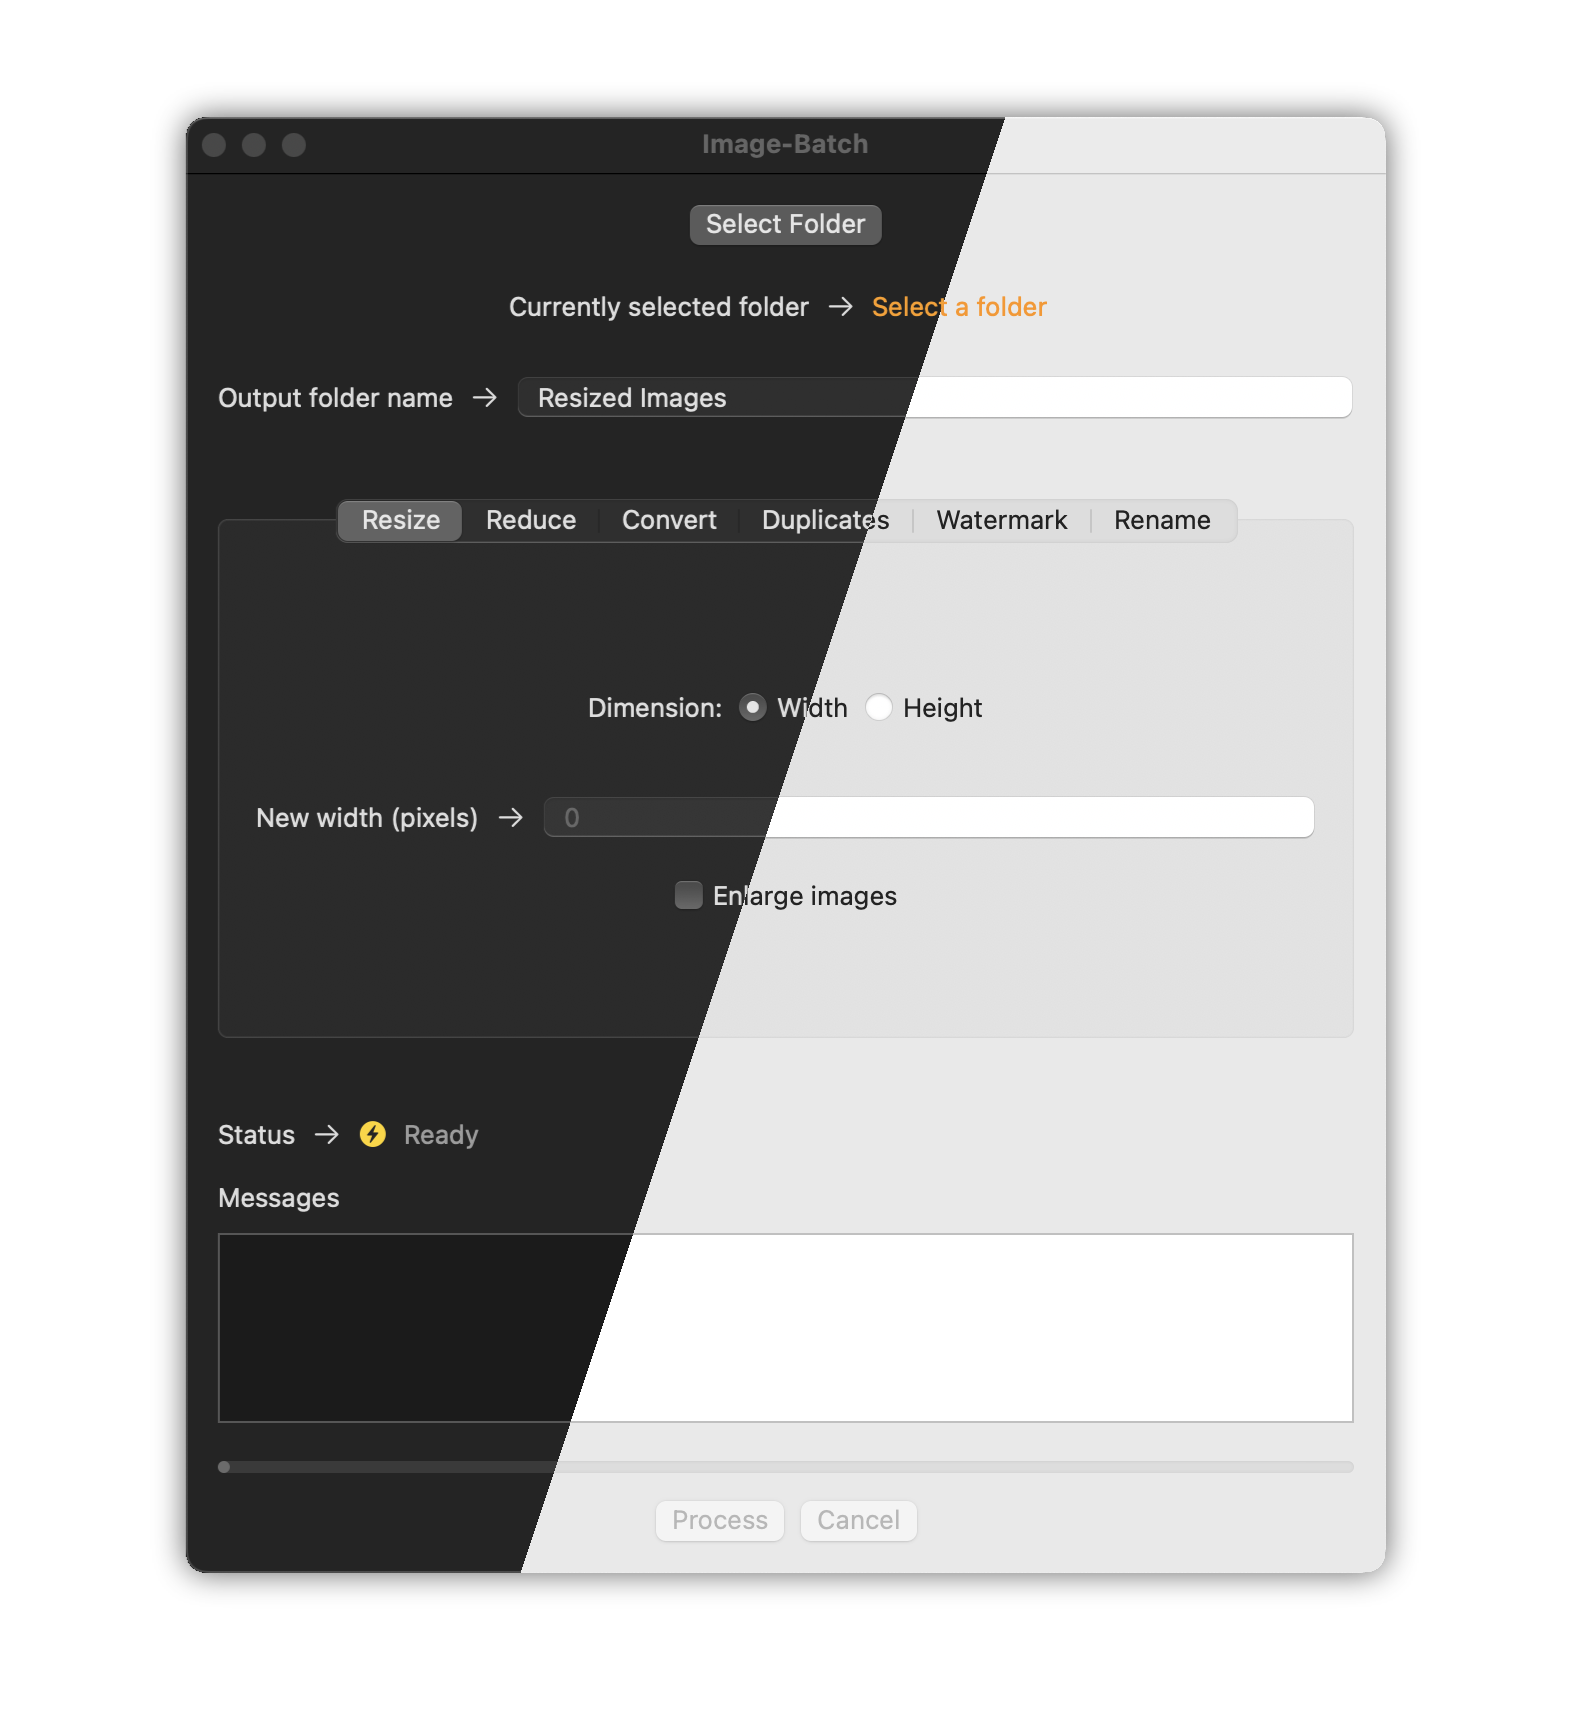 Image-Batch
Select Folder
Currently selected folder → Select a folder
Output folder name → Resized Images
Resize Reduce Convert Duplicates Watermark Rename
Dimension: Width Height
New width (pixels) → 0
Enlarge images
Status → Ready
Messages
Process Cancel